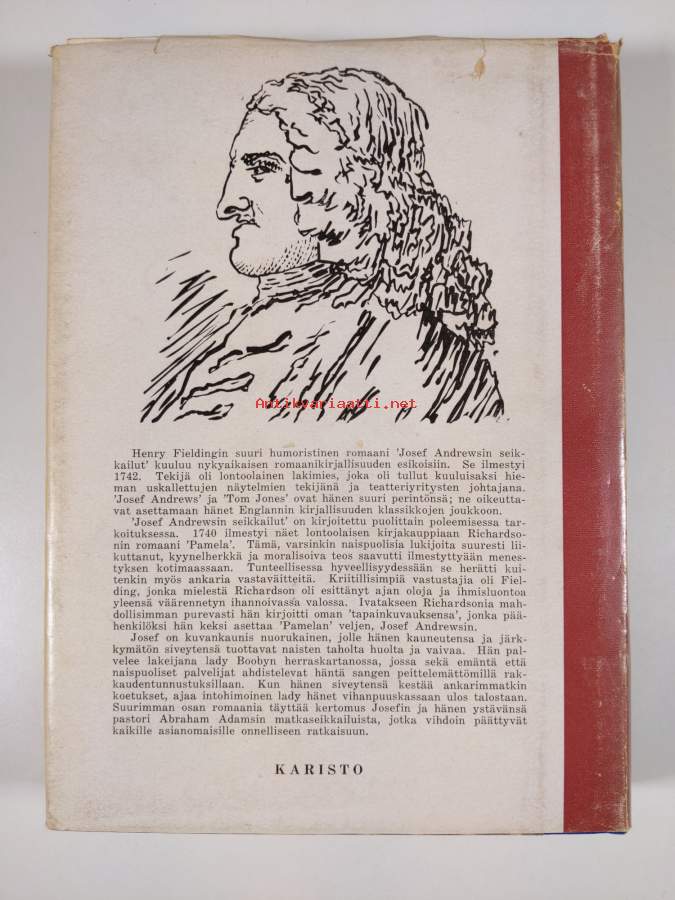 Antikvariaatti.net
Henry Fieldingin suuri humoristinen romaani 'Josef Andrewsin seik-
kailut' kuuluu nykyaikaisen romaanikirjallisuuden esikoisiin. Se ilmestyi
1742. Tekijä oli lontoolainen lakimies, joka oli tullut kuuluisaksi hie-
man uskallettujen näytelmien tekijänä ja teatteriyritysten johtajana.
'Josef Andrews' ja 'Tom Jones' ovat hänen suuri perintönsä; ne oikeutta-
vat asettamaan hänet Englannin kirjallisuuden klassikkojen joukkoon.
'Josef Andrewsin seikkailut' on kirjoitettu puolittain poleemisessa tar-
koituksessa. 1740 ilmestyi näet lontoolaisen kirjakauppiaan Richardso-
nin romaani 'Pamela'. Tämä, varsinkin naispuolisia lukijoita suuresti lii-
kuttanut, kyynelherkkä ja moralisoiva teos saavutti ilmestyttyään menes-
tyksen kotimaassaan. Tunteellisessa hyveellisyydessään se herätti kui-
tenkin myös ankaria vastaväitteitä. Kriitillisimpiä vastustajia oli Fiel-
ding, jonka mielestä Richardson oli esittänyt ajan oloja ja ihmisluontoa
yleensä väärennetyn ihannoivassa valossa. Ivatakseen Richardsonia mah-
dollisimman purevasti hän kirjoitti oman 'tapainkuvauksensa', jonka pää-
henkilöksi hän keksi asettaa 'Pamelan' veljen, Josef Andrewsin.
Josef on kuvankaunis nuorukainen, jolle hänen kauneutensa ja järk-
kymätön siveytensä tuottavat naisten taholta huolta ja vaivaa. Hän pal-
velee lakeijana lady Boobyn herraskartanossa, jossa sekä emäntä että
naispuoliset palvelijat ahdistelevat häntä sangen peittelemättömillä rak-
kaudentunnustuksillaan. Kun hänen siveytensä kestää ankarimmatkin
koetukset, ajaa intohimoinen lady hänet vihanpuuskassaan ulos talostaan.
Suurimman osan romaania täyttää kertomus Josefin ja hänen ystävänsä
pastori Abraham Adamsin matkaseikkailuista, jotka vihdoin päättyvät
kaikille asianomaisille onnelliseen ratkaisuun.
KARISTO